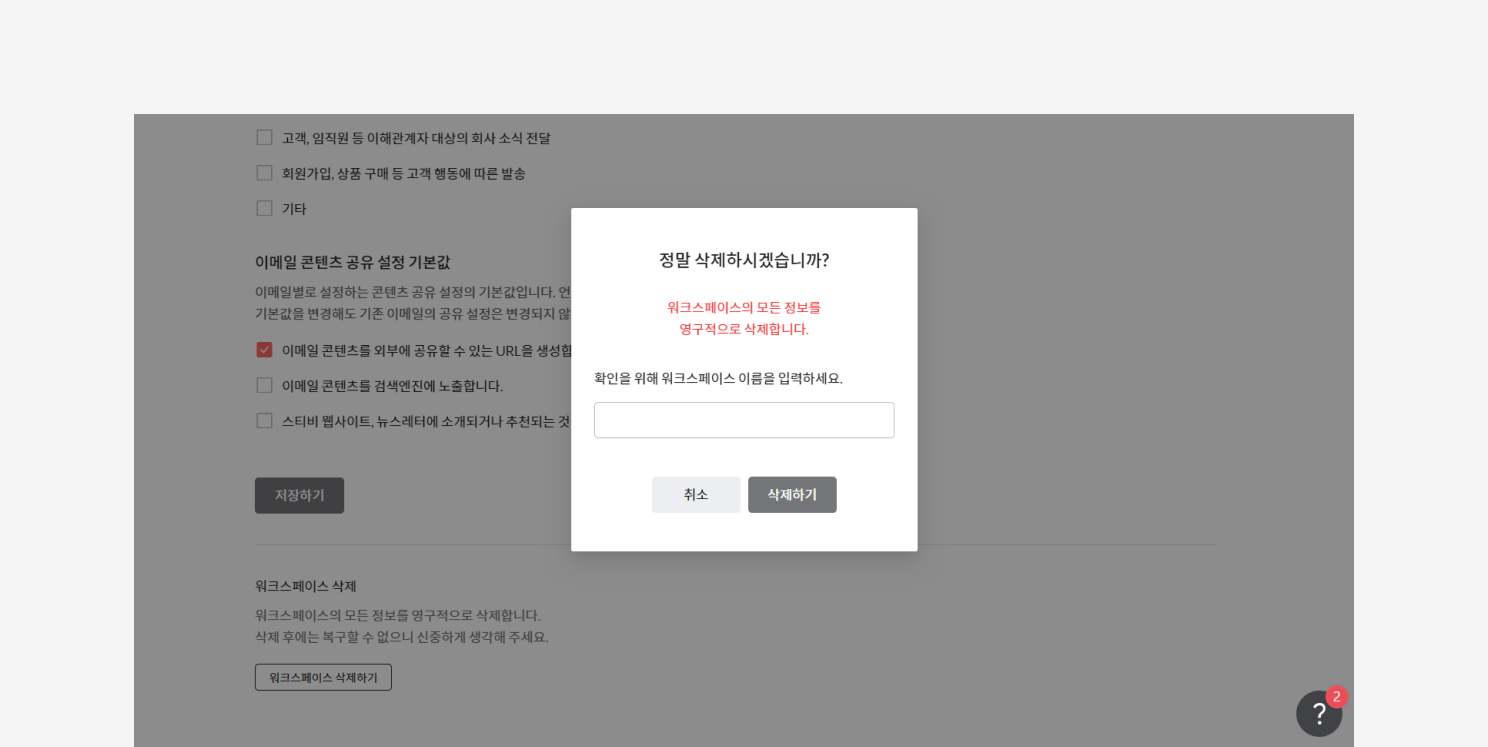 고객, 임직원 등 이해관계자 대상의 회사 소식 전달
회원가입, 상품 구매 등 고객 행동에 따른 발송
기타
이메일 콘텐츠 공유 설정 기본값
이메일별로 설정하는 콘텐츠 공유 설정의 기본값입니다. 언
기본값을 변경해도 기존 이메일의 공유 설정은 변경되지 않
이메일 콘텐츠를 외부에 공유할 수 있는 URL을 생성합
이메일 콘텐츠를 검색엔진에 노출합니다.
스티비 웹사이트, 뉴스레터에 소개되거나 추천되는 것
저장하기
정말 삭제하시겠습니까?
워크스페이스의 모든 정보를
영구적으로 삭제합니다.
확인을 위해 워크스페이스 이름을 입력하세요.
취소
삭제하기
워크스페이스 삭제
워크스페이스의 모든 정보를 영구적으로 삭제합니다.
삭제 후에는 복구할 수 없으니 신중하게 생각해 주세요.
워크스페이스 삭제하기
?
2